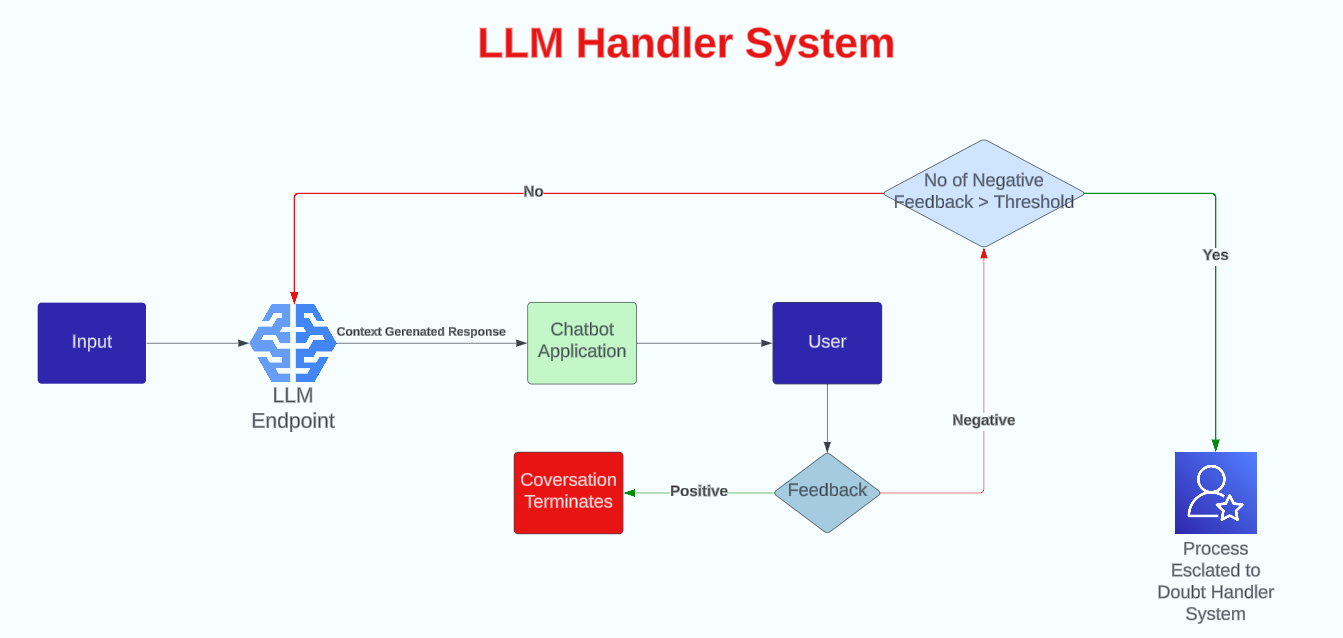 LLM Handler System
No of Negative
Feedback > Threshold
No
Yes
Input
LLM
Endpoint
Context Gerenated Response
Chatbot
Application
User
Negative
Coversation
Terminates
Positive
Feedback
Process
Esclated to
Doubt Handler
System